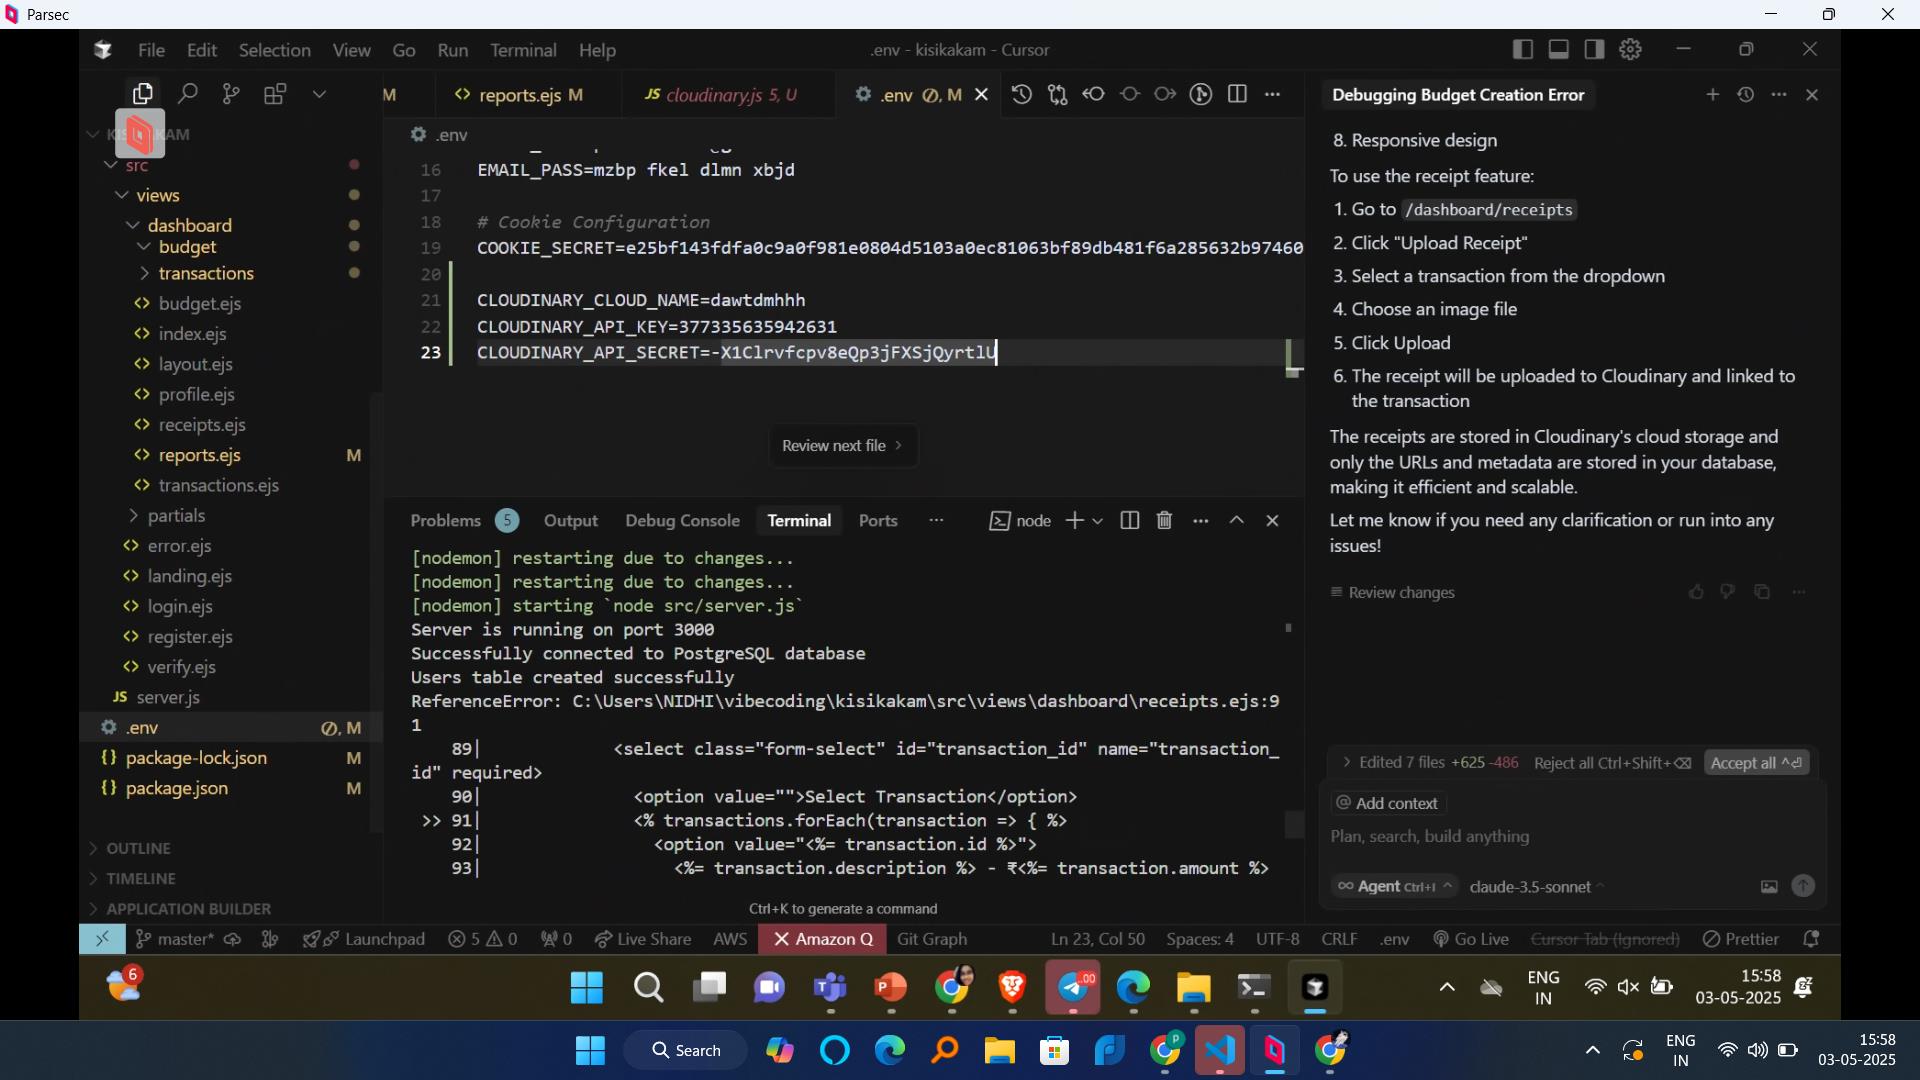 Parsec
File Edit Selection View Go Run Terminal Help
.env - kisikakam - Cursor
M
reports.ejs M
JS cloudinary.js 5, U
.env M
Debugging Budget Creation Error
.env
src
views
dashboard
budget
transactions
budget.ejs
index.ejs
layout.ejs
profile.ejs
receipts.ejs
reports.ejs M
transactions.ejs
partials
error.ejs
landing.ejs
login.ejs
register.ejs
verify.ejs
JS server.js
.env M
{} package-lock.json M
{} package.json M
OUTLINE
TIMELINE
APPLICATION BUILDER
16 EMAIL_PASS=mzbp fkel dlmn xbjd
17
18 # Cookie Configuration
19 COOKIE_SECRET=e25bf143fdfa0c9a0f981e0804d5103a0ec81063bf89db481f6a285632b97460
20
21 CLOUDINARY_CLOUD_NAME=dawtdmhhh
22 CLOUDINARY_API_KEY=377335635942631
23 CLOUDINARY_API_SECRET=-X1Clrvfcpv8eQp3jFXSjQyrtlU
Review next file
Problems 5 Output Debug Console Terminal Ports node
[nodemon] restarting due to changes...
[nodemon] restarting due to changes...
[nodemon] starting `node src/server.js`
Server is running on port 3000
Successfully connected to PostgreSQL database
Users table created successfully
ReferenceError: C:\Users\NIDHI\vibecoding\kisikakam\src\views\dashboard\receipts.ejs:9
1
89| <select class="form-select" id="transaction_id" name="transaction_
id" required>
90| <option value="">Select Transaction</option>
>> 91| <% transactions.forEach(transaction => { %>
92| <option value="<%= transaction.id %>">
93| <%= transaction.description %> - ₹<%= transaction.amount %>
Ctrl+K to generate a command
8. Responsive design
To use the receipt feature:
1. Go to /dashboard/receipts
2. Click "Upload Receipt"
3. Select a transaction from the dropdown
4. Choose an image file
5. Click Upload
6. The receipt will be uploaded to Cloudinary and linked to
the transaction
The receipts are stored in Cloudinary's cloud storage and
only the URLs and metadata are stored in your database,
making it efficient and scalable.
Let me know if you need any clarification or run into any
issues!
Review changes
Edited 7 files +625 -486 Reject all Ctrl+Shift+⌫ Accept all ^⏎
@ Add context
Plan, search, build anything
∞ Agent Ctrl+I claude-3.5-sonnet
master* Launchpad 5 0 0 Live Share AWS Amazon Q Git Graph Ln 23, Col 50 Spaces: 4 UTF-8 CRLF .env Go Live Cursor Tab (Ignored) Prettier
6
.00
ENG
IN
15:58
03-05-2025
Search
P
ENG
IN
15:58
03-05-2025